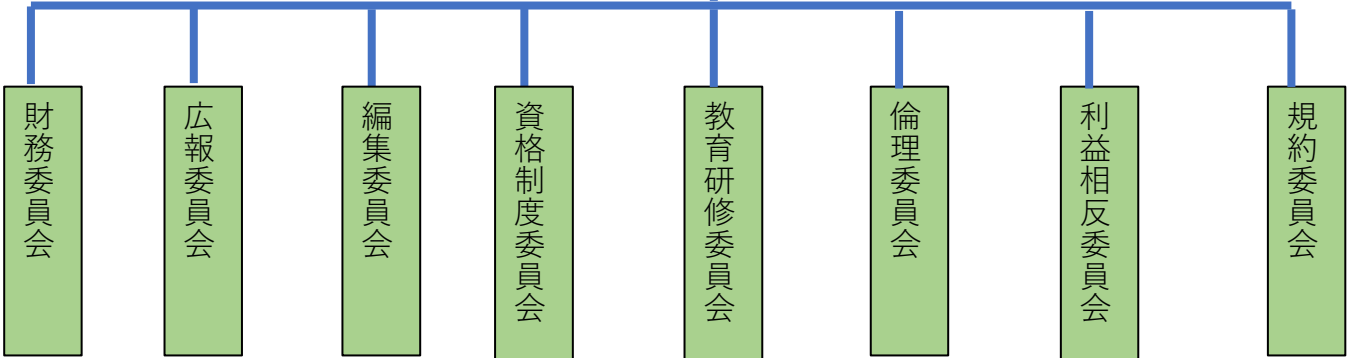 財務委員会
広報委員会
編集委員会
資格制度委員会
教育研修委員会
倫理委員会
利益相反委員会
規約委員会